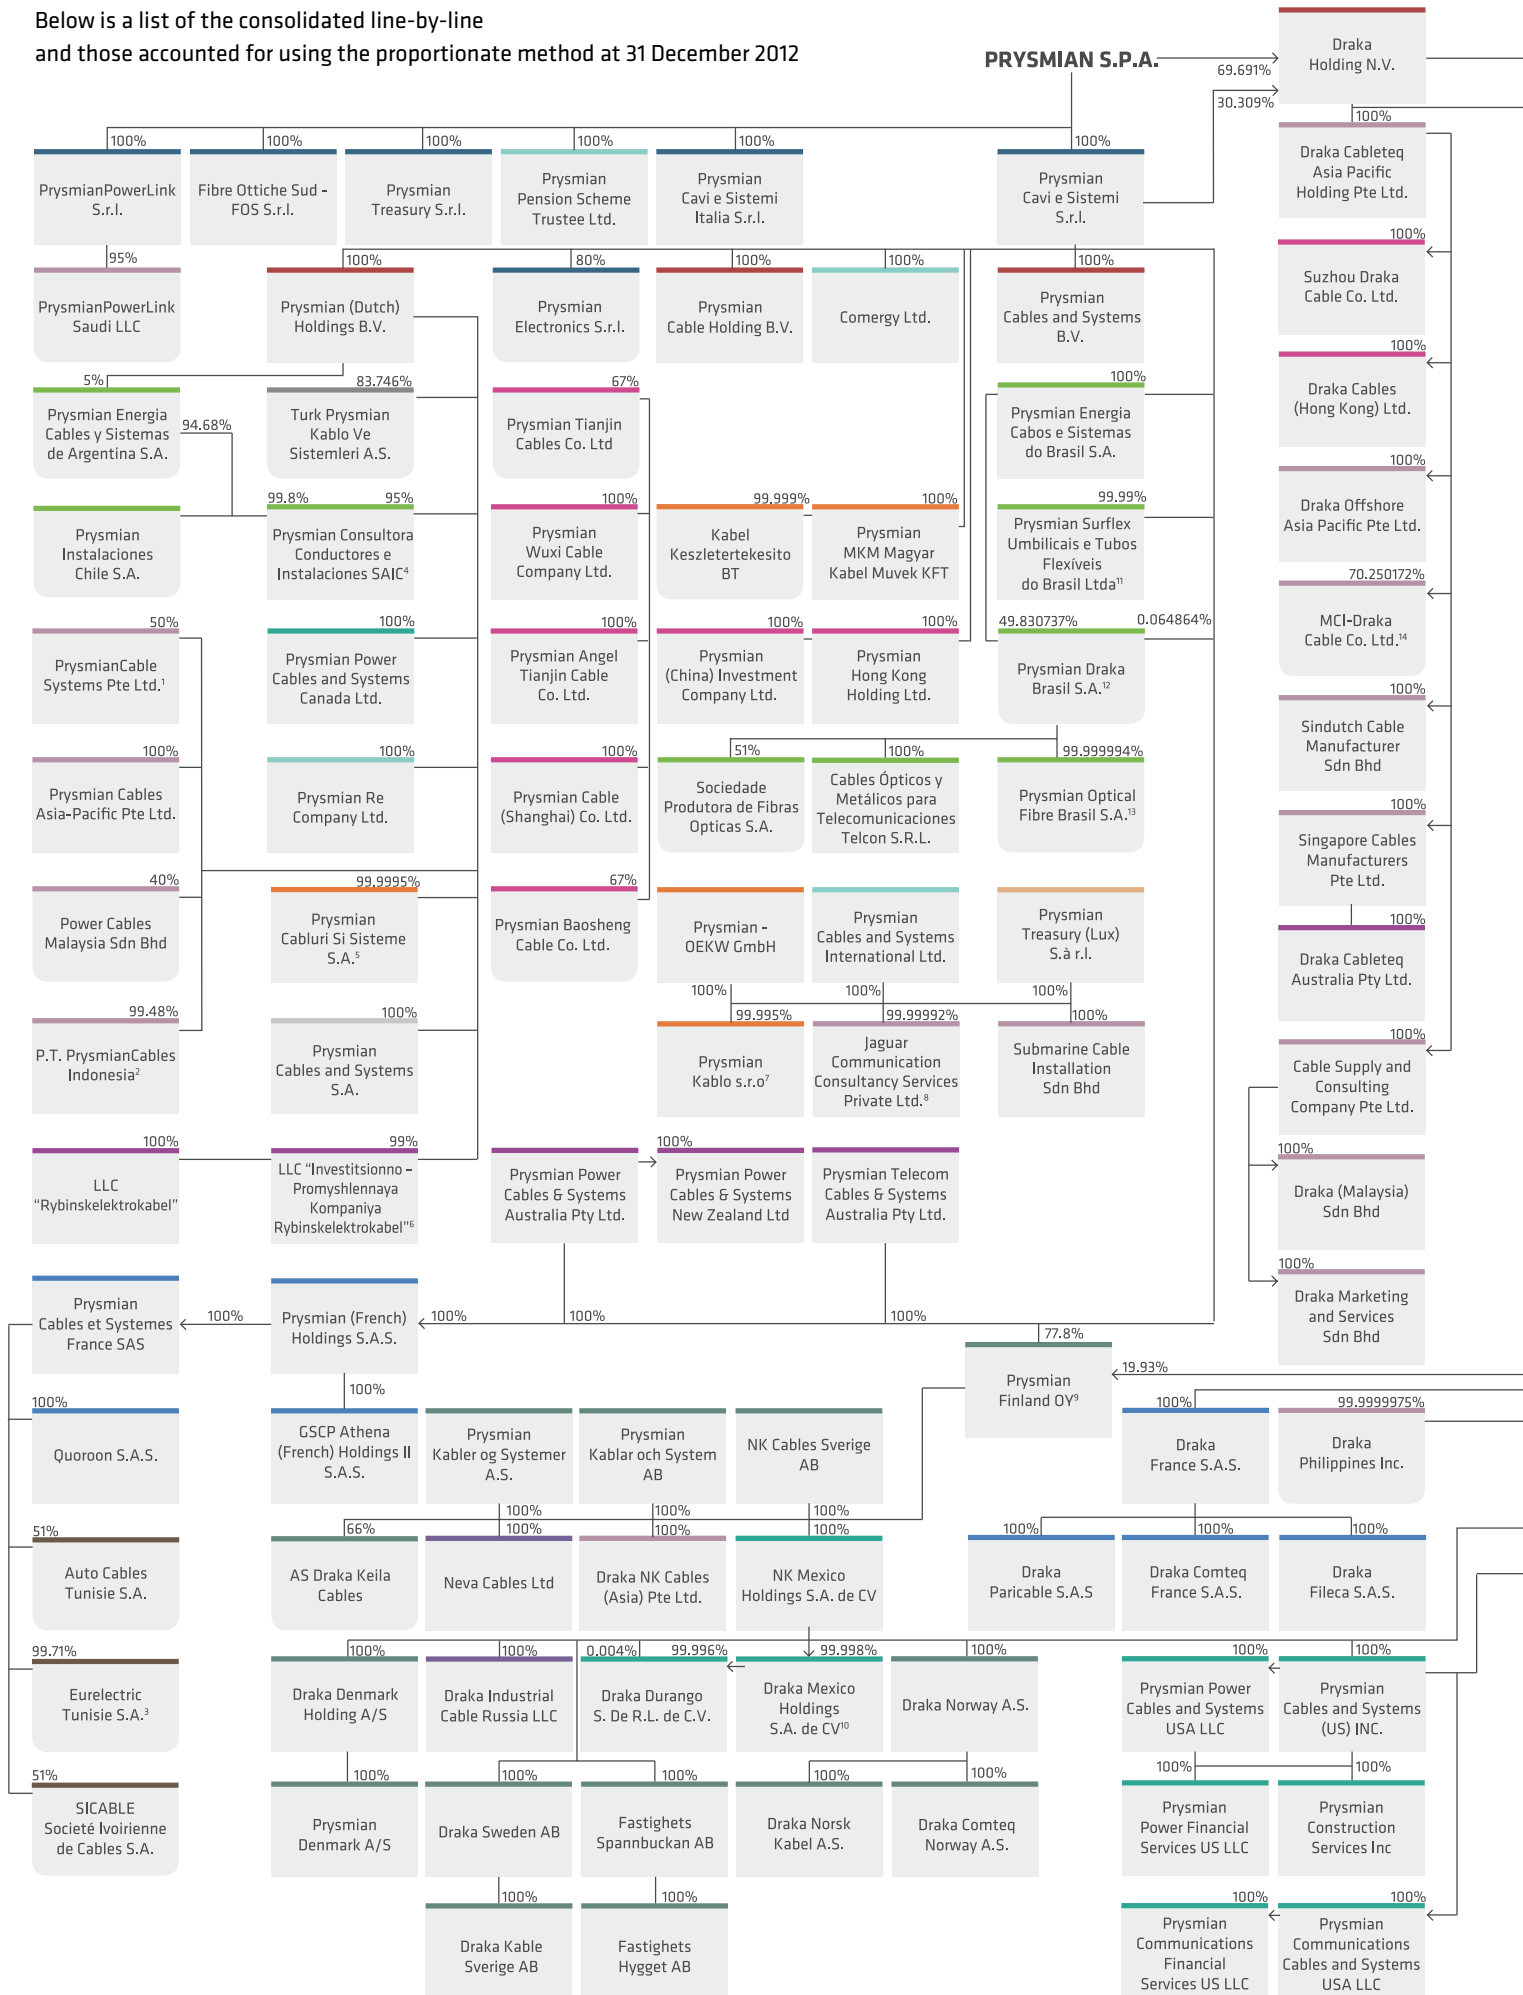 Below is a list of the consolidated line-by-line
and those accounted for using the proportionate method at 31 December 2012
PRYSMIAN S.P.A.
69.691%
30.309%
Draka
Holding N.V.
100%
PrysmianPowerLink
S.r.l.
100%
Fibre Ottiche Sud -
FOS S.r.l.
100%
Prysmian
Treasury S.r.l.
100%
Prysmian
Pension Scheme
Trustee Ltd.
100%
Prysmian
Cavi e Sistemi
Italia S.r.l.
100%
Prysmian
Cavi e Sistemi
S.r.l.
100%
Draka Cableteq
Asia Pacific
Holding Pte Ltd.
95%
PrysmianPowerLink
Saudi LLC
100%
Prysmian (Dutch)
Holdings B.V.
80%
Prysmian
Electronics S.r.l.
100%
Prysmian
Cable Holding B.V.
100%
Comergy Ltd.
100%
Prysmian
Cables and Systems
B.V.
100%
Suzhou Draka
Cable Co. Ltd.
5%
Prysmian Energia
Cables y Sistemas
de Argentina S.A.
94.68%
83.746%
Turk Prysmian
Kablo Ve
Sistemleri A.S.
67%
Prysmian Tianjin
Cables Co. Ltd
100%
Prysmian Energia
Cabos e Sistemas
do Brasil S.A.
100%
Draka Cables
(Hong Kong) Ltd.
Prysmian
Instalaciones
Chile S.A.
99.8%
95%
Prysmian Consultora
Conductores e
Instalaciones SAIC4
100%
Prysmian
Wuxi Cable
Company Ltd.
99.999%
Kabel
Keszletertekesito
BT
100%
Prysmian
MKM Magyar
Kabel Muvek KFT
99.99%
Prysmian Surflex
Umbilicais e Tubos
Flexíveis
do Brasil Ltda11
100%
Draka Offshore
Asia Pacific Pte Ltd.
50%
PrysmianCable
Systems Pte Ltd.1
100%
Prysmian Power
Cables and Systems
Canada Ltd.
100%
Prysmian Angel
Tianjin Cable
Co. Ltd.
100%
Prysmian
(China) Investment
Company Ltd.
100%
Prysmian
Hong Kong
Holding Ltd.
49.830737%
0.064864%
Prysmian Draka
Brasil S.A.12
70.250172%
MCI-Draka
Cable Co. Ltd.14
100%
Prysmian Cables
Asia-Pacific Pte Ltd.
100%
Prysmian Re
Company Ltd.
100%
Prysmian Cable
(Shanghai) Co. Ltd.
51%
Sociedade
Produtora de Fibras
Opticas S.A.
100%
Cables Ópticos y
Metálicos para
Telecomunicaciones
Telcon S.R.L.
99.999994%
Prysmian Optical
Fibre Brasil S.A.13
100%
Sindutch Cable
Manufacturer
Sdn Bhd
100%
Singapore Cables
Manufacturers
Pte Ltd.
40%
Power Cables
Malaysia Sdn Bhd
99.9995%
Prysmian
Cabluri Si Sisteme
S.A.5
67%
Prysmian Baosheng
Cable Co. Ltd.
Prysmian -
OEKW GmbH
100%
Prysmian
Cables and Systems
International Ltd.
100%
Prysmian
Treasury (Lux)
S.à r.l.
100%
100%
Draka Cableteq
Australia Pty Ltd.
99.48%
P.T. PrysmianCables
Indonesia2
100%
Prysmian
Cables and Systems
S.A.
99.995%
Prysmian
Kablo s.r.o7
99.99992%
Jaguar
Communication
Consultancy Services
Private Ltd.8
100%
Submarine Cable
Installation
Sdn Bhd
100%
Cable Supply and
Consulting
Company Pte Ltd.
100%
LLC
"Rybinskelektrokabel"
99%
LLC "Investitsionno –
Promyshlennaya
Kompaniya
Rybinskelektrokabel"6
Prysmian Power
Cables & Systems
Australia Pty Ltd.
100%
Prysmian Power
Cables & Systems
New Zealand Ltd
Prysmian Telecom
Cables & Systems
Australia Pty Ltd.
100%
Draka (Malaysia)
Sdn Bhd
100%
Draka Marketing
and Services
Sdn Bhd
Prysmian
Cables et Systemes
France SAS
100%
Prysmian (French)
Holdings S.A.S.
100%
100%
100%
77.8%
Prysmian
Finland OY9
19.93%
100%
100%
Quoroon S.A.S.
GSCP Athena
(French) Holdings II
S.A.S.
Prysmian
Kabler og Systemer
A.S.
100%
Prysmian
Kablar och System
AB
100%
NK Cables Sverige
AB
100%
100%
Draka
France S.A.S.
99.9999975%
Draka
Philippines Inc.
51%
Auto Cables
Tunisie S.A.
66%
AS Draka Keila
Cables
100%
Neva Cables Ltd
100%
Draka NK Cables
(Asia) Pte Ltd.
100%
NK Mexico
Holdings S.A. de CV
100%
Draka
Paricable S.A.S
100%
Draka Comteq
France S.A.S.
100%
Draka
Fileca S.A.S.
99.71%
Eurelectric
Tunisie S.A.3
100%
Draka Denmark
Holding A/S
100%
Draka Industrial
Cable Russia LLC
0.004%
99.996%
Draka Durango
S. De R.L. de C.V.
99.998%
Draka Mexico
Holdings
S.A. de CV10
100%
Draka Norway A.S.
100%
Prysmian Power
Cables and Systems
USA LLC
100%
Prysmian
Cables and Systems
(US) INC.
51%
SICABLE
Societé Ivoirienne
de Cables S.A.
100%
Prysmian
Denmark A/S
100%
Draka Sweden AB
100%
Fastighets
Spannbuckan AB
100%
Draka Norsk
Kabel A.S.
100%
Draka Comteq
Norway A.S.
100%
Prysmian
Power Financial
Services US LLC
100%
Prysmian
Construction
Services Inc
100%
Draka Kable
Sverige AB
100%
Fastighets
Hygget AB
100%
Prysmian
Communications
Financial
Services US LLC
100%
Prysmian
Communications
Cables and Systems
USA LLC